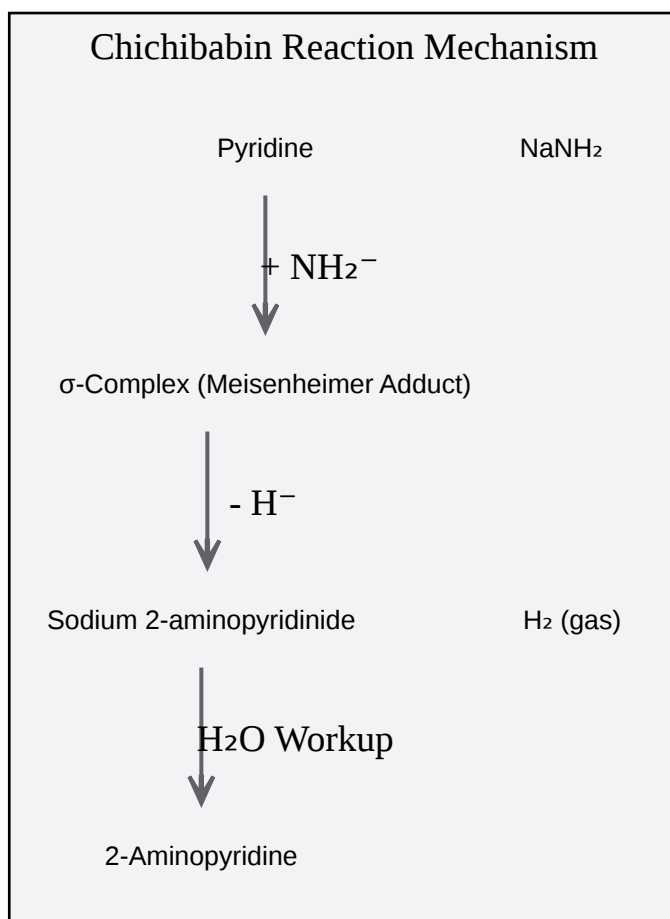 Chichibabin Reaction Mechanism
Pyridine NaNH₂
+ NH₂⁻
σ-Complex (Meisenheimer Adduct)
- H⁻
Sodium 2-aminopyridinide H₂ (gas)
H₂O Workup
2-Aminopyridine